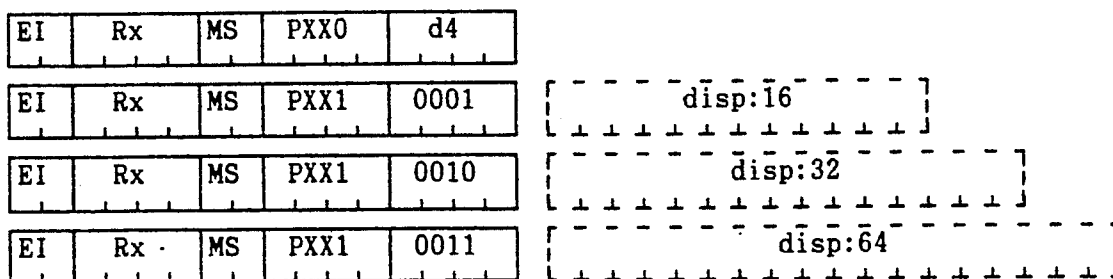 EI Rx MS PXX0 d4
EI Rx MS PXX1 0001 disp:16
EI Rx MS PXX1 0010 disp:32
EI Rx MS PXX1 0011 disp:64